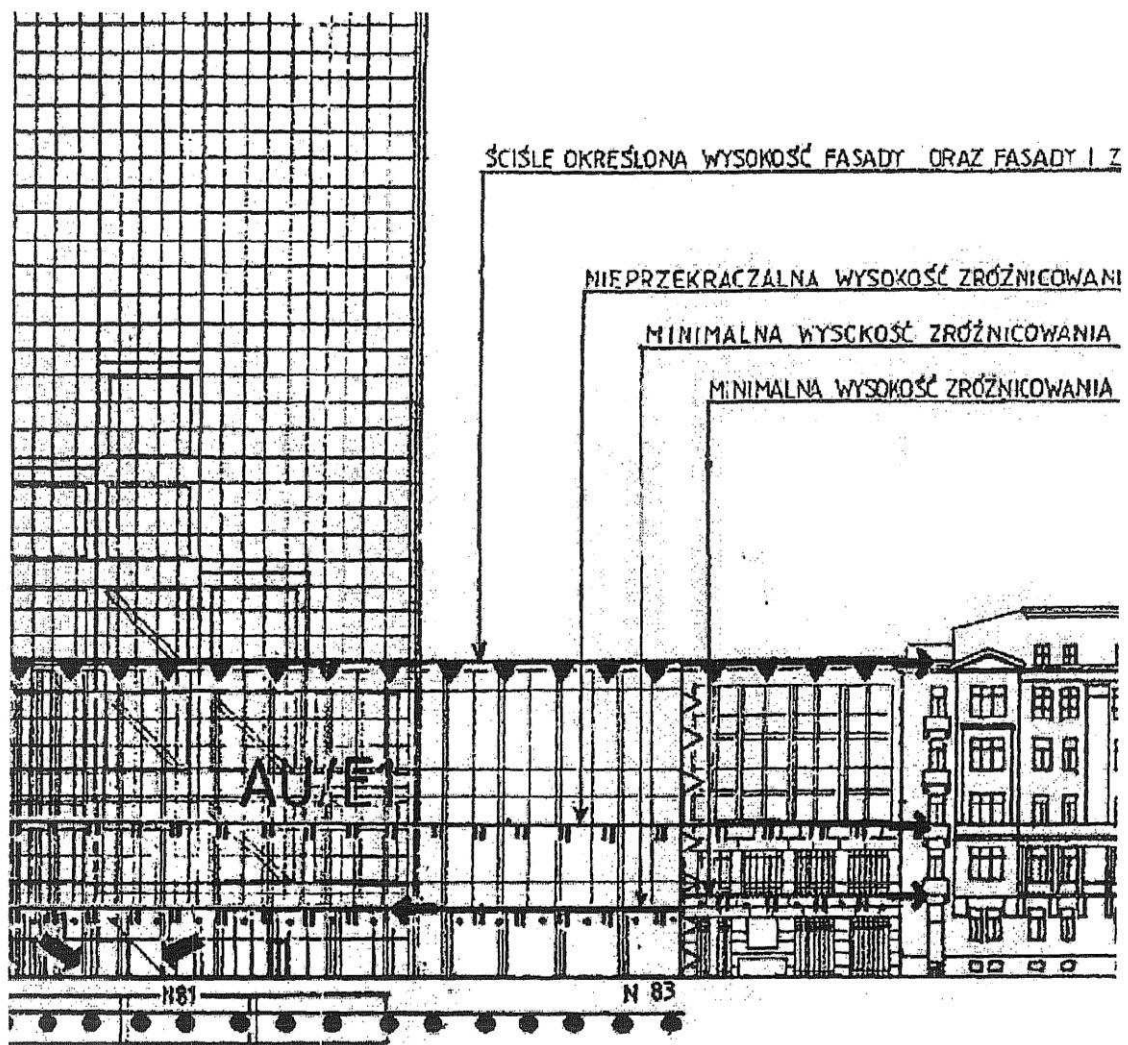 ŚCIŚLE OKREŚLONA WYSOKOŚĆ FASADY ORAZ FASADY I Z
NIEPRZEKRACZALNA WYSOKOŚĆ ZRÓŻNICOWANI
MINIMALNA WYSCKOŚĆ ZRÓŻNICOWANIA
MINIMALNA WYSOKOŚĆ ZRÓŻNICOWANIA
AU/E1
N81
N 83